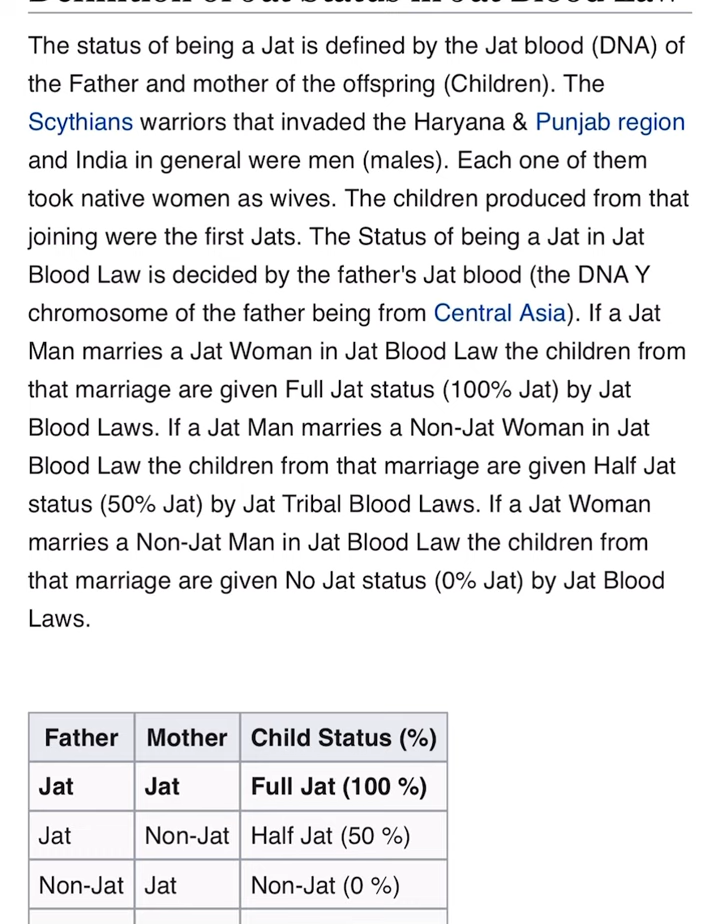 The status of being a Jat is defined by the Jat blood (DNA) of
the Father and mother of the offspring (Children). The
Scythians warriors that invaded the Haryana & Punjab region
and India in general were men (males). Each one of them
took native women as wives. The children produced from that
joining were the first Jats. The Status of being a Jat in Jat
Blood Law is decided by the father's Jat blood (the DNA Y
chromosome of the father being from Central Asia). If a Jat
Man marries a Jat Woman in Jat Blood Law the children from
that marriage are given Full Jat status (100% Jat) by Jat
Blood Laws. If a Jat Man marries a Non-Jat Woman in Jat
Blood Law the children from that marriage are given Half Jat
status (50% Jat) by Jat Tribal Blood Laws. If a Jat Woman
marries a Non-Jat Man in Jat Blood Law the children from
that marriage are given No Jat status (0% Jat) by Jat Blood
Laws.
Father Mother Child Status (%)
Jat Jat Full Jat (100 %)
Jat Non-Jat Half Jat (50 %)
Non-Jat Jat Non-Jat (0 %)